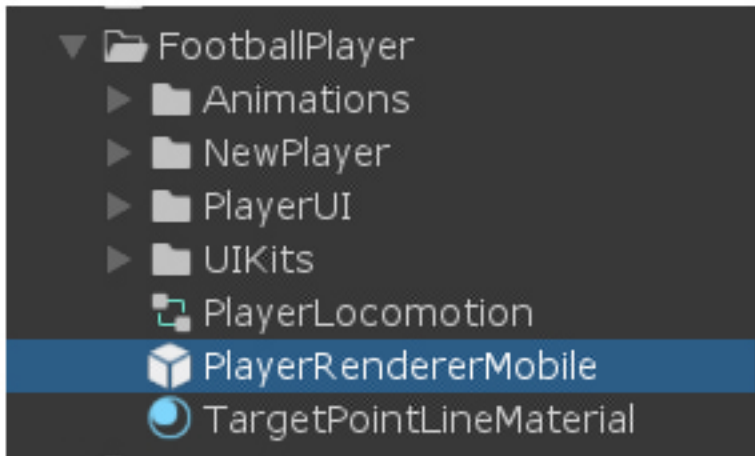 FootballPlayer
Animations
NewPlayer
PlayerUI
UIKits
PlayerLocomotion
PlayerRendererMobile
TargetPointLineMaterial